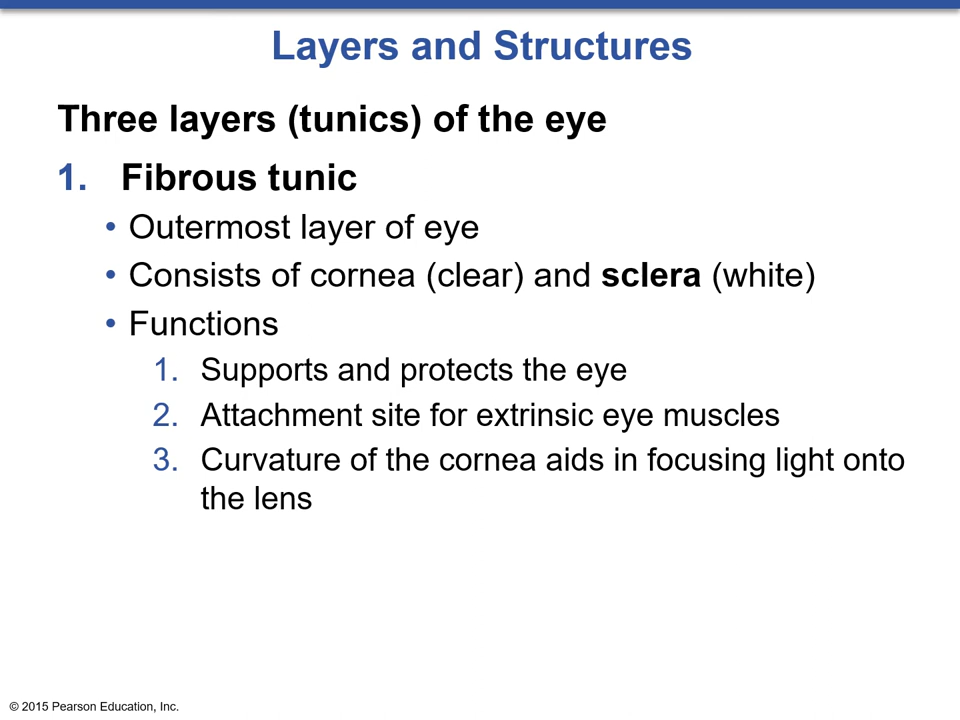 Layers and Structures
Three layers (tunics) of the eye
1. Fibrous tunic
• Outermost layer of eye
• Consists of cornea (clear) and sclera (white)
• Functions
1. Supports and protects the eye
2. Attachment site for extrinsic eye muscles
3. Curvature of the cornea aids in focusing light onto
the lens
© 2015 Pearson Education, Inc.